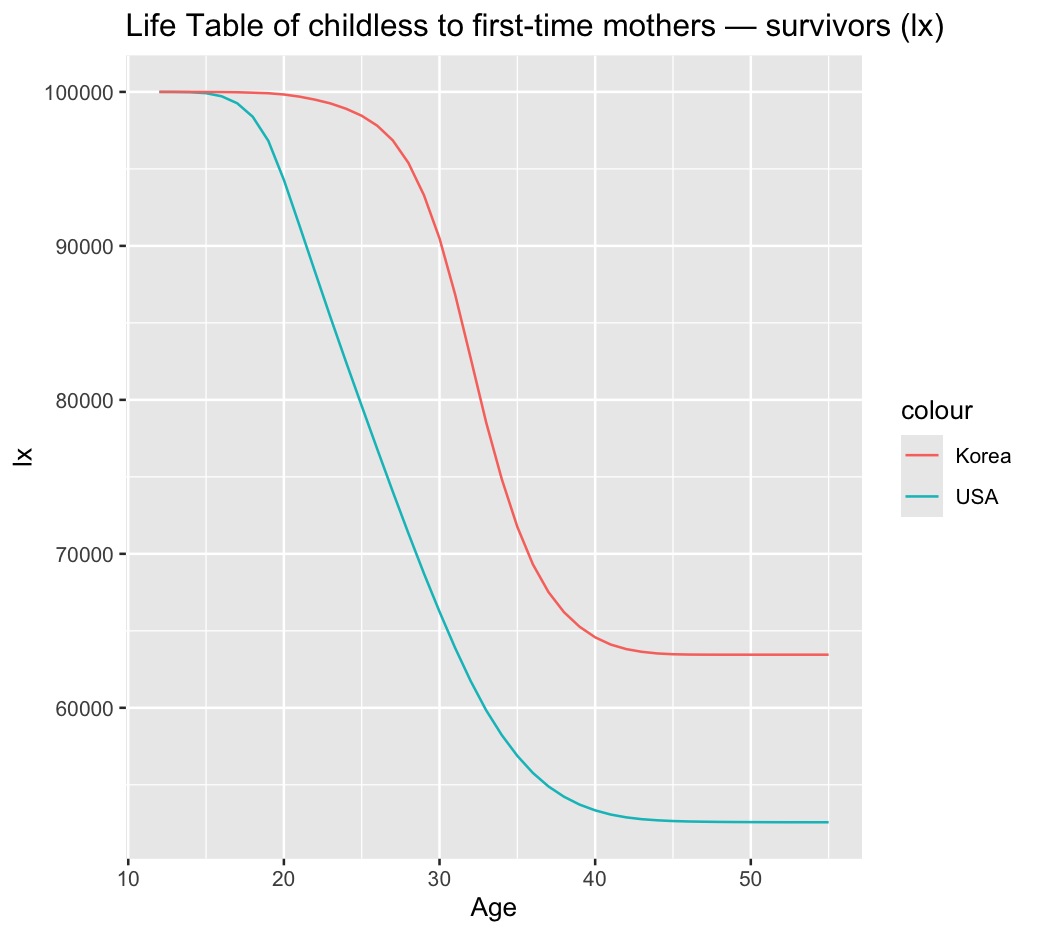 Life Table of childless to first-time mothers — survivors (lx)
100000
90000
80000
70000
60000
lx
10 20 30 40 50
Age
colour
Korea
USA